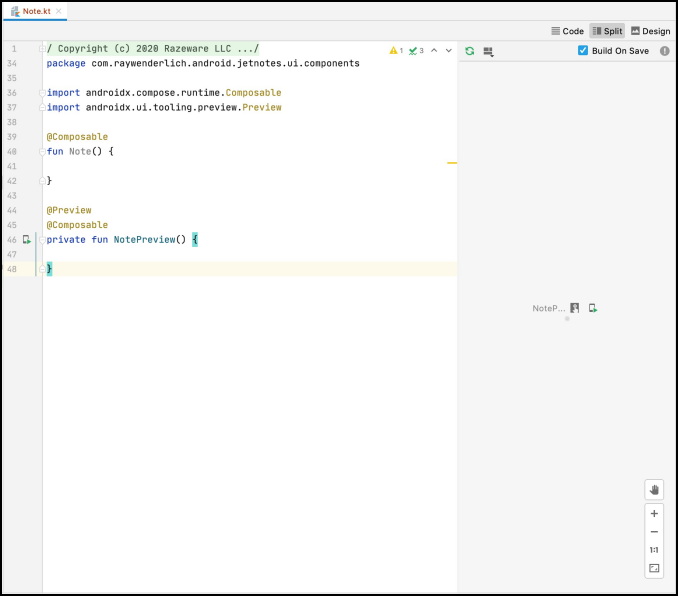 Note.kt
Code Split Design
1 / Copyright (c) 2020 Razeware LLC .../ 1 3 Build On Save
34 package com.raywenderlich.android.jetnotes.ui.components
35
36 import androidx.compose.runtime.Composable
37 import androidx.ui.tooling.preview.Preview
38
39 @Composable
40 fun Note() {
41
42 }
43
44 @Preview
45 @Composable
46 private fun NotePreview() {
47
48 }
NoteP...
+
−
1:1